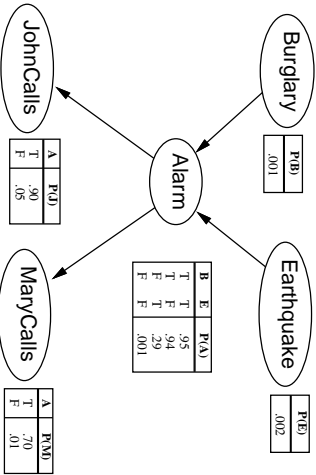 Burglary
P(B)
.001
Earthquake
P(E)
.002
Alarm
B E P(A)
T T .95
T F .94
F T .29
F F .001
JohnCalls
A P(J)
T .90
F .05
MaryCalls
A P(M)
T .70
F .01